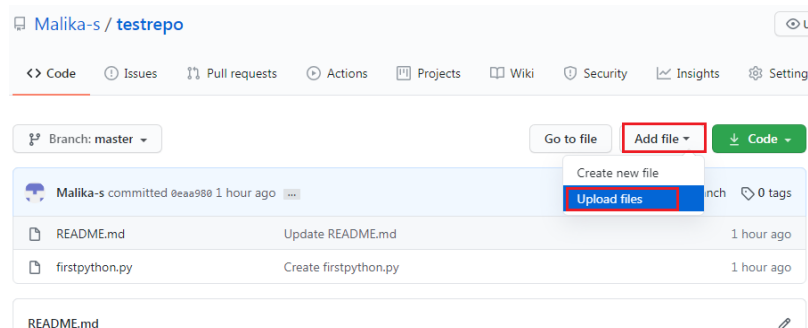 Malika-s / testrepo
<> Code Issues Pull requests Actions Projects Wiki Security Insights Setting
Branch: master Go to file Add file Code
Create new file
Malika-s committed 0eaa980 1 hour ago ... nch 0 tags
Upload files
README.md Update README.md 1 hour ago
firstpython.py Create firstpython.py 1 hour ago
README.md